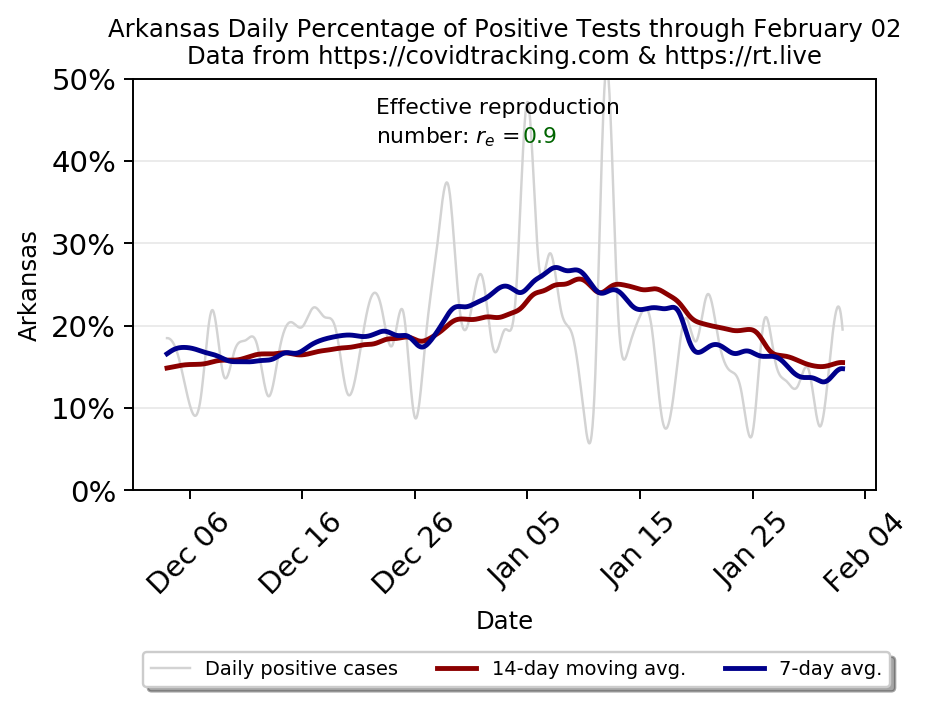 Arkansas Daily Percentage of Positive Tests through February 02
Data from https://covidtracking.com & https://rt.live
50%
40%
30%
20%
10%
0%
Arkansas
Effective reproduction
number: rₑ = 0.9
Dec 06
Dec 16
Dec 26
Jan 05
Jan 15
Jan 25
Feb 04
Date
Daily positive cases
14-day moving avg.
7-day avg.